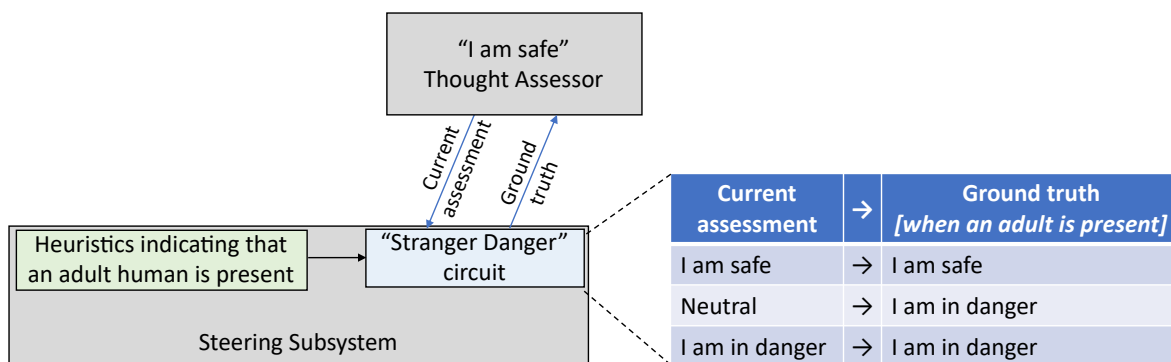 “I am safe”
Thought Assessor
Current
assessment
Ground
truth
Heuristics indicating that
an adult human is present
“Stranger Danger”
circuit
Steering Subsystem
Current
assessment
→
Ground truth
[when an adult is present]
I am safe → I am safe
Neutral → I am in danger
I am in danger → I am in danger